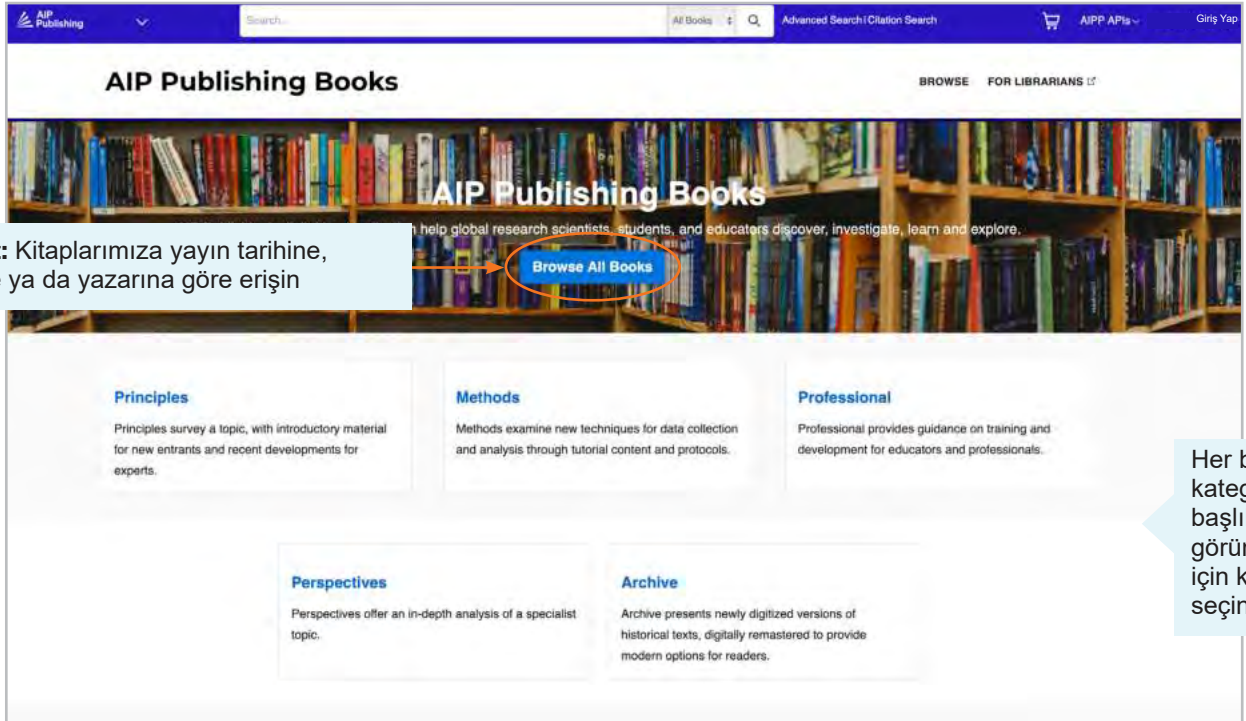 AIP
Publishing
Search...
All Books
Advanced Search | Citation Search
AIPP APIs
Giriş Yap
AIP Publishing Books
BROWSE FOR LIBRARIANS
AIP Publishing Books
help global research scientists, students, and educators discover, investigate, learn and explore.
Kitaplarımıza yayın tarihine,
ya da yazarına göre erişin
Browse All Books
Principles
Principles survey a topic, with introductory material
for new entrants and recent developments for
experts.
Methods
Methods examine new techniques for data collection
and analysis through tutorial content and protocols.
Professional
Professional provides guidance on training and
development for educators and professionals.
Her
Perspectives
Perspectives offer an in-depth analysis of a specialist
topic.
Archive
Archive presents newly digitized versions of
historical texts, digitally remastered to provide
modern options for readers.
için